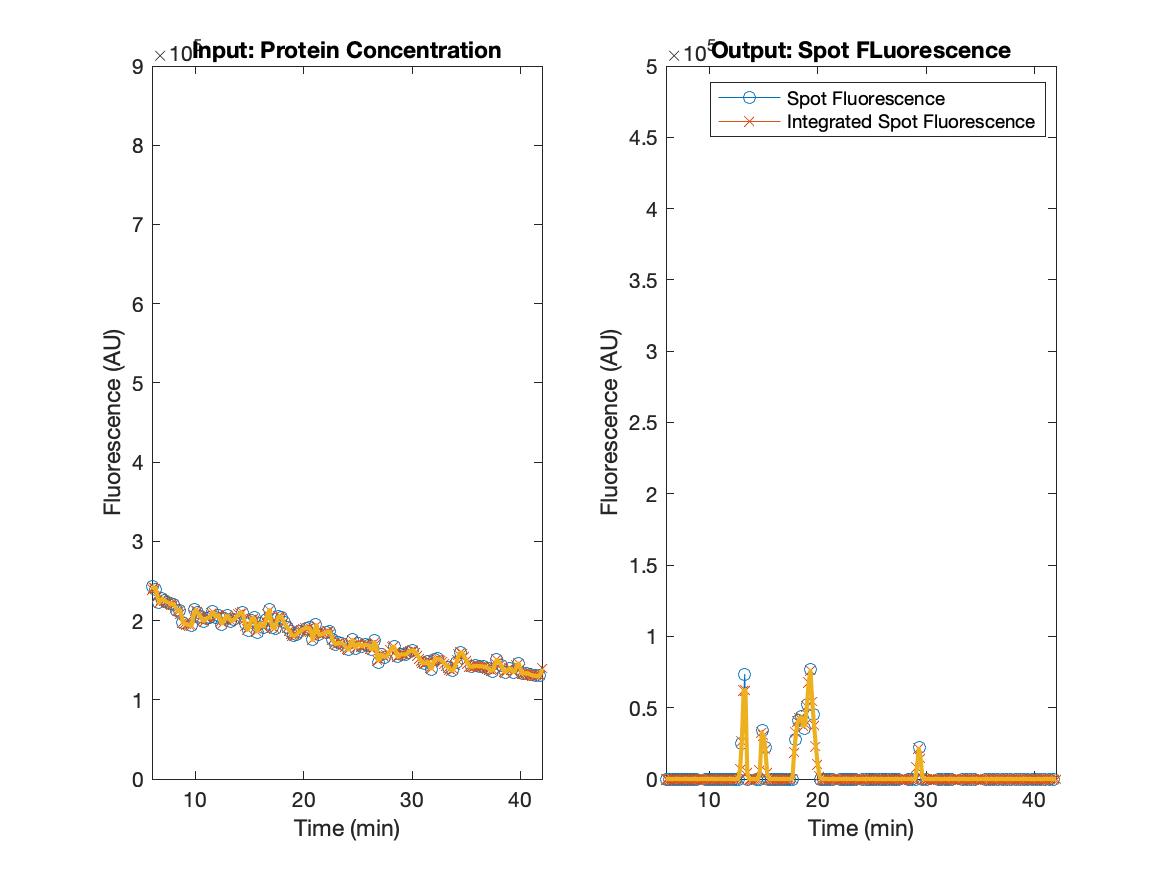 ×10^5
Input: Protein Concentration
9
8
7
6
5
4
3
2
1
0
10 20 30 40
Fluorescence (AU)
Time (min)
×10^5
Output: Spot FLuorescence
Spot Fluorescence
Integrated Spot Fluorescence
5
4.5
4
3.5
3
2.5
2
1.5
1
0.5
0
10 20 30 40
Fluorescence (AU)
Time (min)